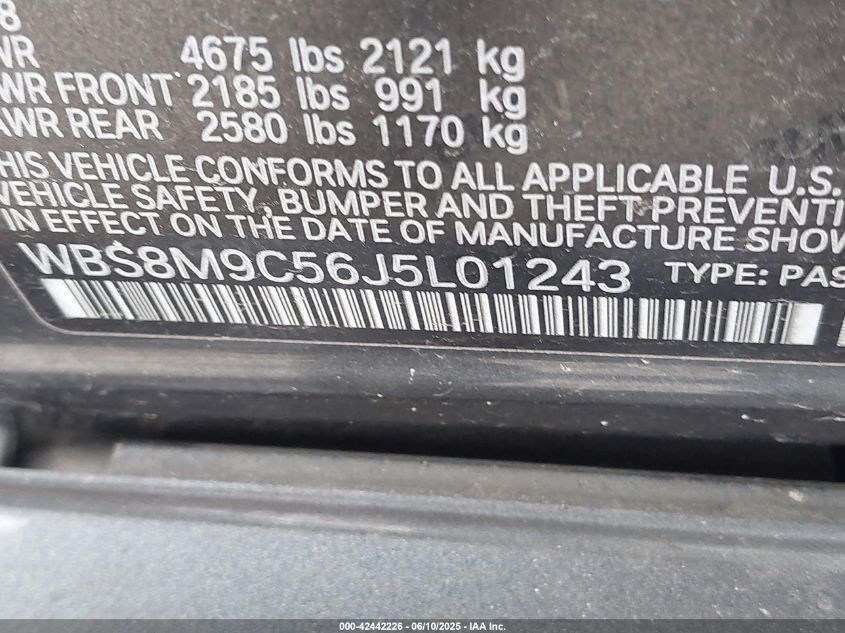 8
WR 4675 lbs 2121 kg
WR FRONT 2185 lbs 991 kg
AWR REAR 2580 lbs 1170 kg
THIS VEHICLE CONFORMS TO ALL APPLICABLE U.S.
VEHICLE SAFETY, BUMPER AND THEFT PREVENTI
IN EFFECT ON THE DATE OF MANUFACTURE SHOW
WBS8M9C56J5L01243 TYPE: PAS
000-42442226 - 06/10/2025 - IAA Inc.